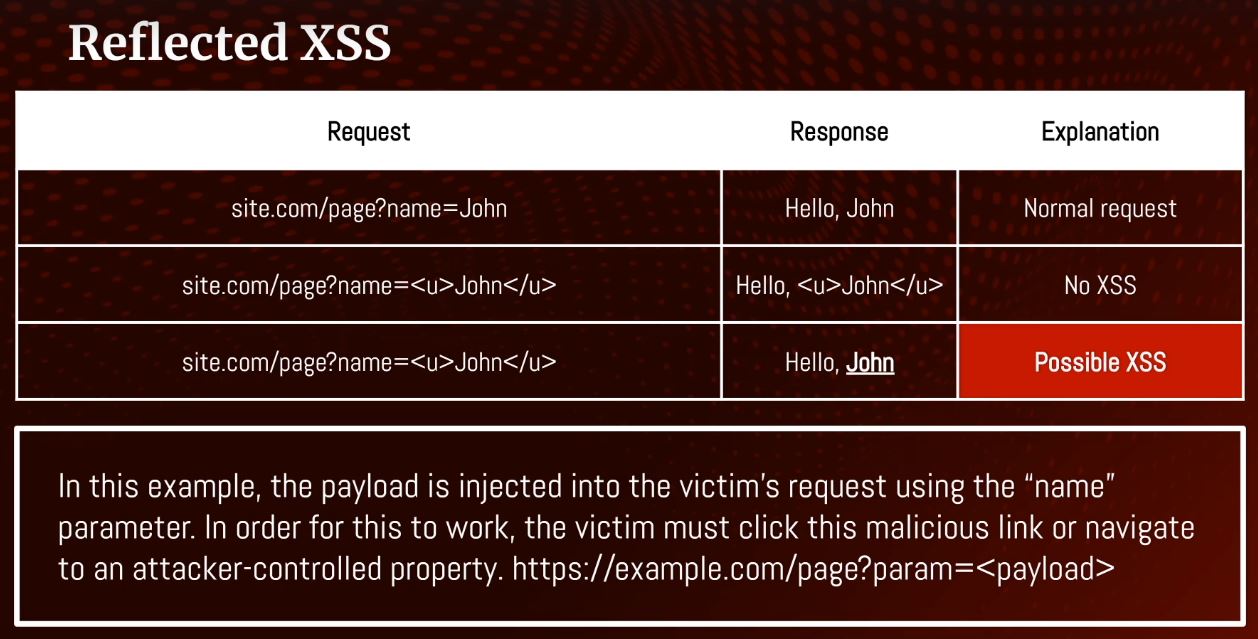 Reflected XSS
Request Response Explanation
site.com/page?name=John Hello, John Normal request
site.com/page?name=<u>John</u> Hello, <u>John</u> No XSS
site.com/page?name=<u>John</u> Hello, John Possible XSS
In this example, the payload is injected into the victim's request using the “name”
parameter. In order for this to work, the victim must click this malicious link or navigate
to an attacker-controlled property. https://example.com/page?param=<payload>